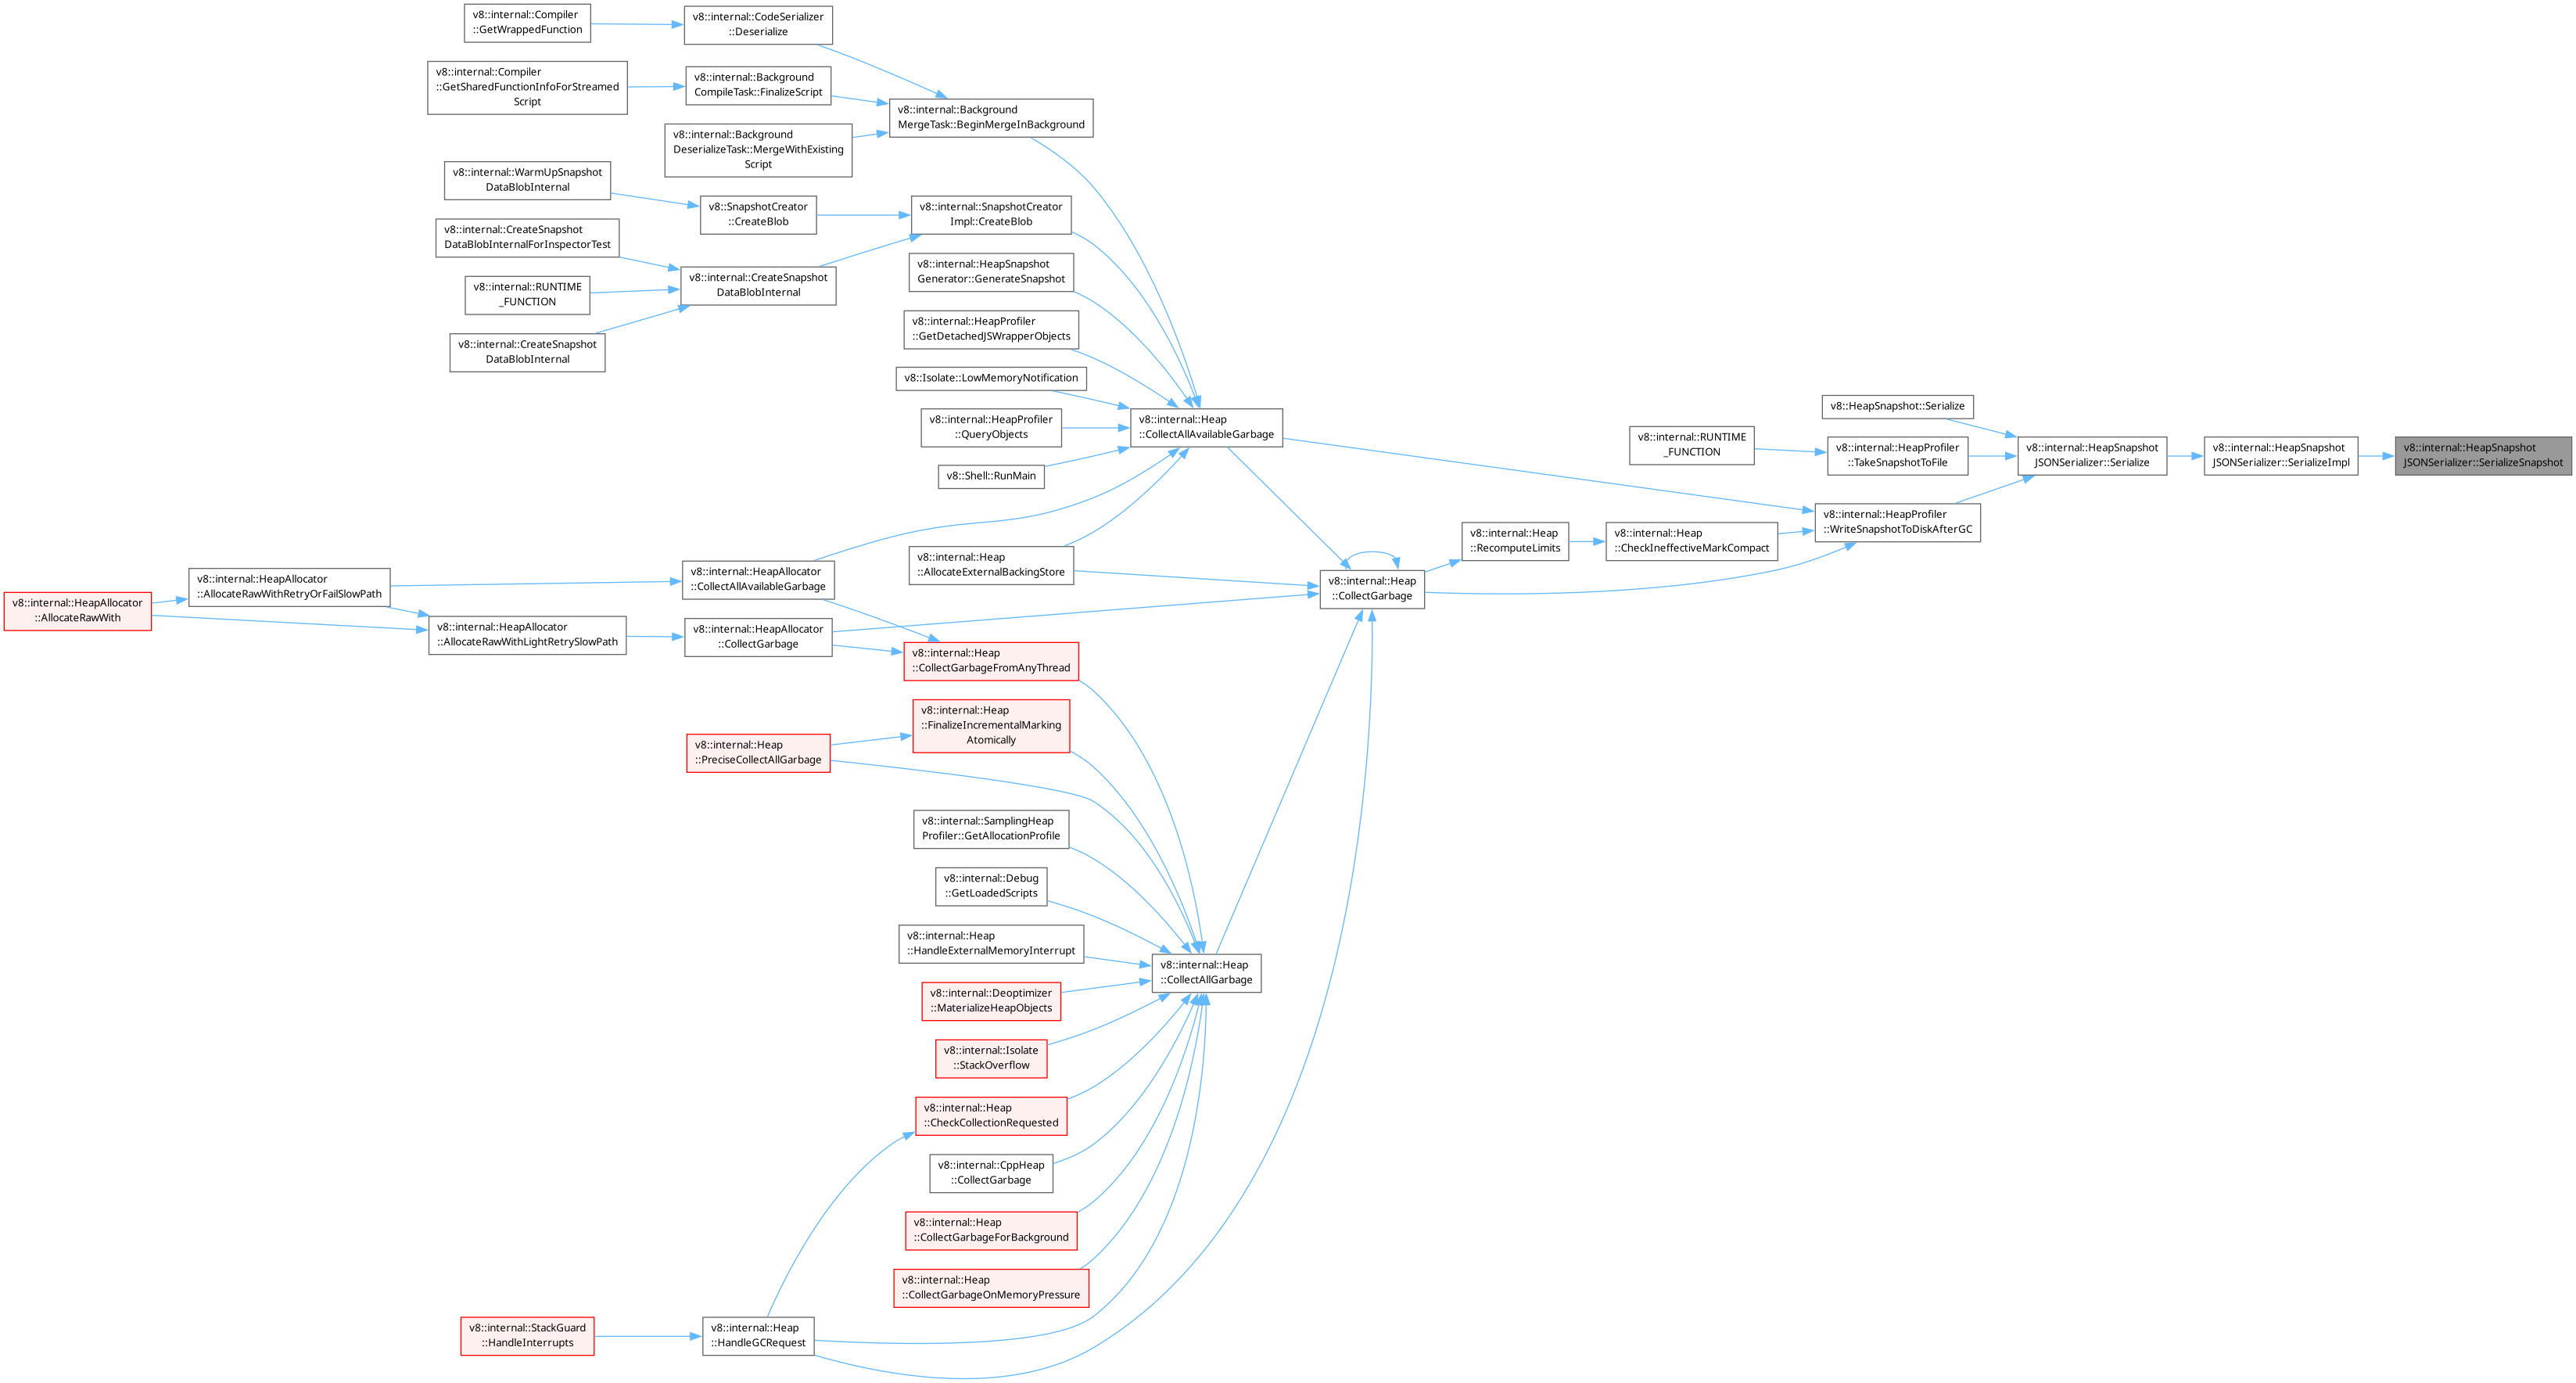 v8::internal::Compiler
::GetWrappedFunction
v8::internal::CodeSerializer
::Deserialize
v8::internal::Compiler
::GetSharedFunctionInfoForStreamed
Script
v8::internal::Background
CompileTask::FinalizeScript
v8::internal::Background
MergeTask::BeginMergeInBackground
v8::internal::Background
DeserializeTask::MergeWithExisting
Script
v8::internal::WarmUpSnapshot
DataBlobInternal
v8::SnapshotCreator
::CreateBlob
v8::internal::SnapshotCreator
Impl::CreateBlob
v8::internal::CreateSnapshot
DataBlobInternalForInspectorTest
v8::internal::RUNTIME
_FUNCTION
v8::internal::CreateSnapshot
DataBlobInternal
v8::internal::CreateSnapshot
DataBlobInternal
v8::internal::HeapSnapshot
Generator::GenerateSnapshot
v8::internal::HeapProfiler
::GetDetachedJSWrapperObjects
v8::Isolate::LowMemoryNotification
v8::internal::HeapProfiler
::QueryObjects
v8::Shell::RunMain
v8::internal::Heap
::CollectAllAvailableGarbage
v8::HeapSnapshot::Serialize
v8::internal::RUNTIME
_FUNCTION
v8::internal::HeapProfiler
::TakeSnapshotToFile
v8::internal::HeapSnapshot
JSONSerializer::Serialize
v8::internal::HeapSnapshot
JSONSerializer::SerializeImpl
v8::internal::HeapSnapshot
JSONSerializer::SerializeSnapshot
v8::internal::HeapProfiler
::WriteSnapshotToDiskAfterGC
v8::internal::Heap
::RecomputeLimits
v8::internal::Heap
::CheckIneffectiveMarkCompact
v8::internal::Heap
::AllocateExternalBackingStore
v8::internal::Heap
::CollectGarbage
v8::internal::HeapAllocator
::AllocateRawWith
v8::internal::HeapAllocator
::AllocateRawWithRetryOrFailSlowPath
v8::internal::HeapAllocator
::CollectAllAvailableGarbage
v8::internal::HeapAllocator
::AllocateRawWithLightRetrySlowPath
v8::internal::HeapAllocator
::CollectGarbage
v8::internal::Heap
::CollectGarbageFromAnyThread
v8::internal::Heap
::FinalizeIncrementalMarking
Atomically
v8::internal::Heap
::PreciseCollectAllGarbage
v8::internal::SamplingHeap
Profiler::GetAllocationProfile
v8::internal::Debug
::GetLoadedScripts
v8::internal::Heap
::HandleExternalMemoryInterrupt
v8::internal::Heap
::CollectAllGarbage
v8::internal::Deoptimizer
::MaterializeHeapObjects
v8::internal::Isolate
::StackOverflow
v8::internal::Heap
::CheckCollectionRequested
v8::internal::CppHeap
::CollectGarbage
v8::internal::Heap
::CollectGarbageForBackground
v8::internal::Heap
::CollectGarbageOnMemoryPressure
v8::internal::StackGuard
::HandleInterrupts
v8::internal::Heap
::HandleGCRequest